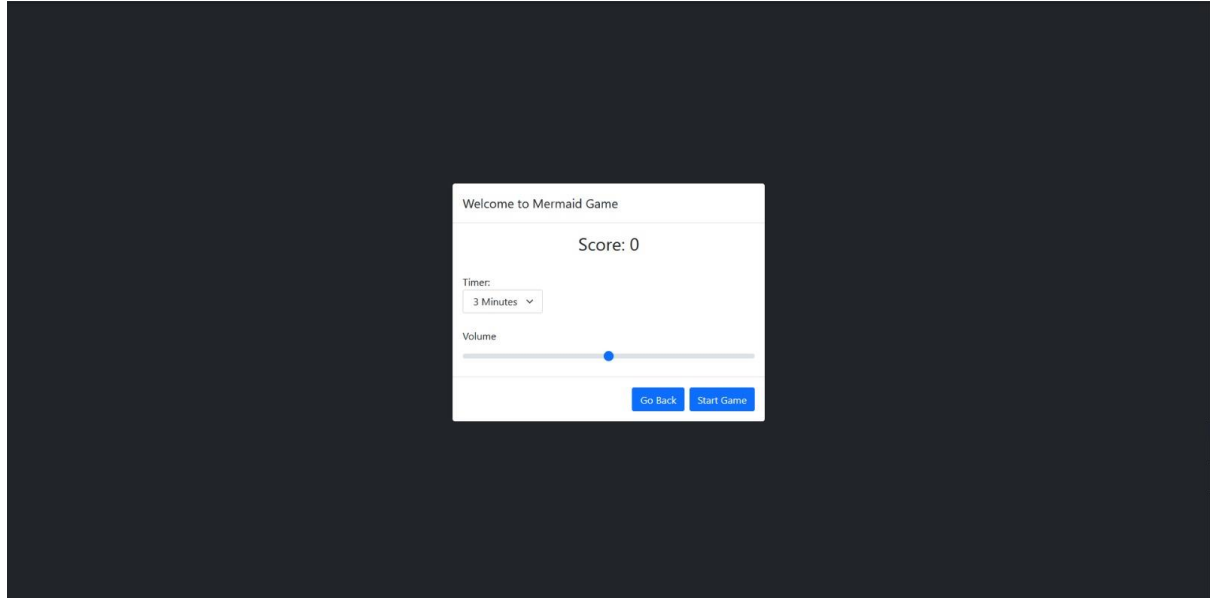 Welcome to Mermaid Game
Score: 0
Timer:
3 Minutes
Volume
Go Back Start Game